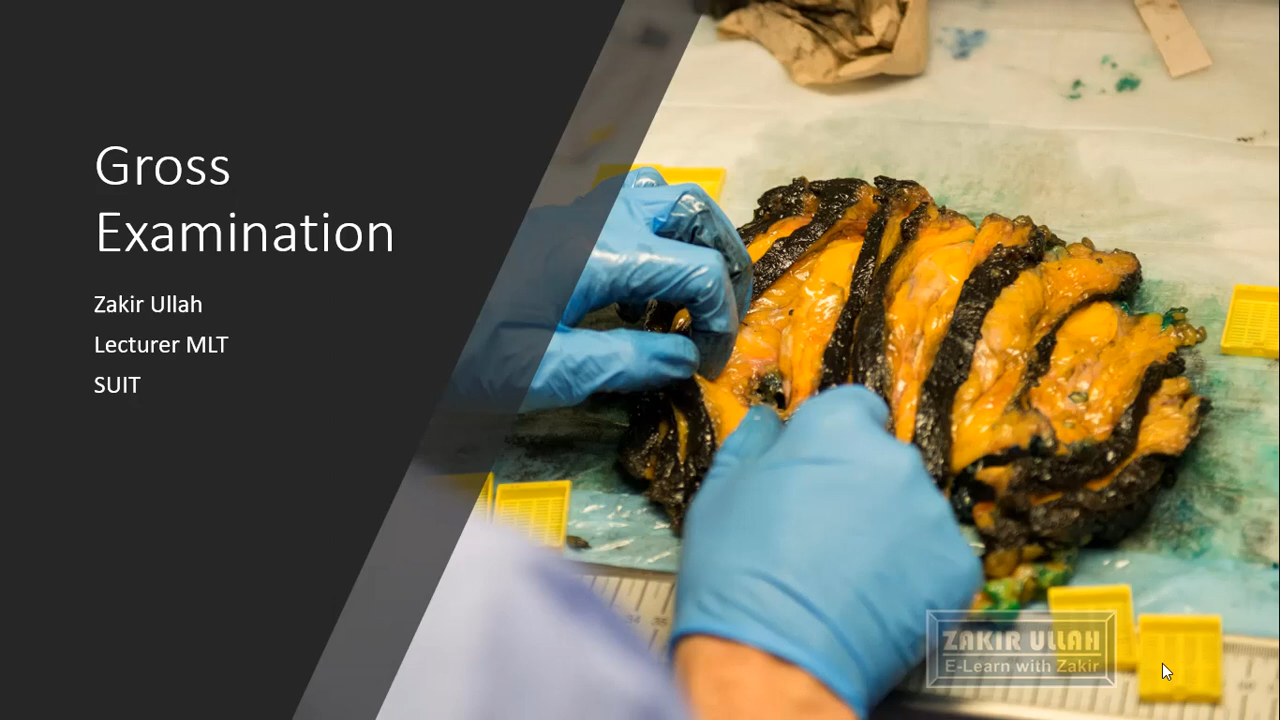 Gross
Examination
Zakir Ullah
Lecturer MLT
SUIT
ZAKIR ULLAH
E-Learn with Zakir